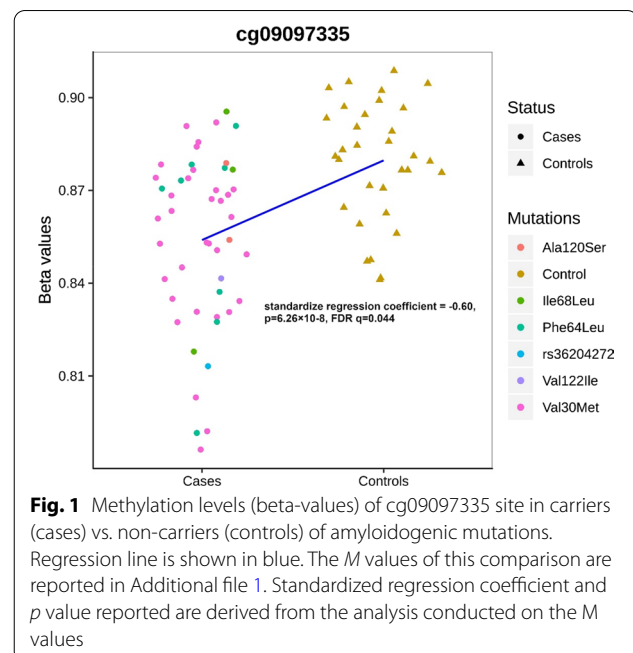 cg09097335
Beta values
0.90
0.87
0.84
0.81
standardize regression coefficient = -0.60,
p=6.26×10-8, FDR q=0.044
Cases
Controls
Status
Cases
Controls
Mutations
Ala120Ser
Control
Ile68Leu
Phe64Leu
rs36204272
Val122Ile
Val30Met
Fig. 1 Methylation levels (beta-values) of cg09097335 site in carriers
(cases) vs. non-carriers (controls) of amyloidogenic mutations.
Regression line is shown in blue. The M values of this comparison are
reported in Additional file 1. Standardized regression coefficient and
p value reported are derived from the analysis conducted on the M
values